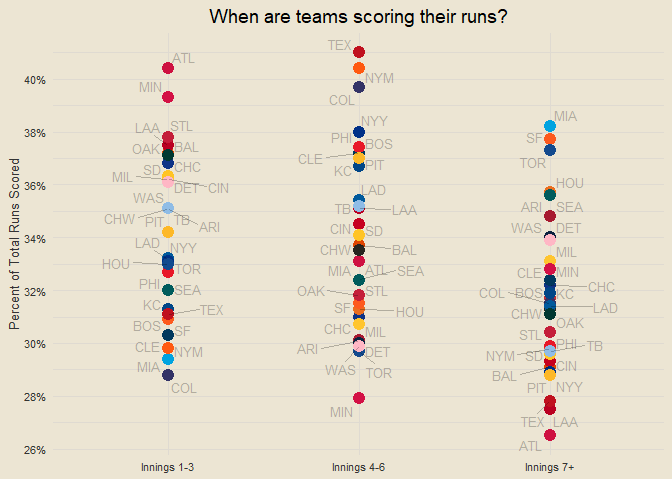 When are teams scoring their runs?
Percent of Total Runs Scored
40%
38%
36%
34%
32%
30%
28%
26%
ATL
MIN
LAA STL
OAK BAL
SD CHC
MIL DET CIN
WAS
CHW PIT TB ARI
LAD NYY
HOU TOR
PHI SEA
KC TEX
BOS SF
CLE NYM
MIA
COL
TEX
NYM
COL
NYY
PHI BOS
CLE PIT
KC
LAD
TB LAA
CIN SD
CHW BAL
MIA ATL SEA
OAK STL
SF HOU
CHC MIL
ARI DET
WAS TOR
MIN
MIA
SF
TOR
HOU
ARI SEA
WAS DET
MIL
CLE MIN
COL BOS KC CHC
LAD
CHW
OAK
STL
PHI TB
NYM SD
BAL CIN
PIT NYY
TEX LAA
ATL
Innings 1-3
Innings 4-6
Innings 7+